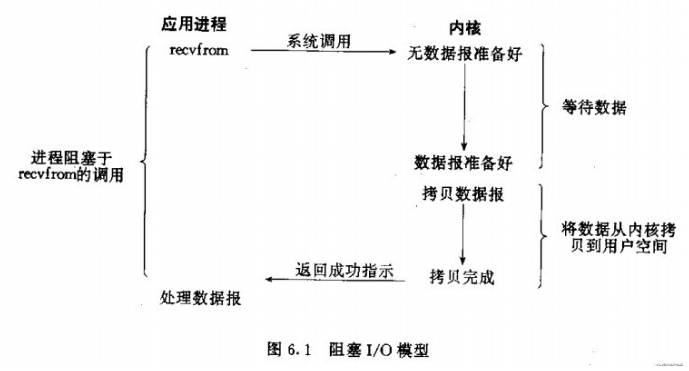 应用进程
内核
recvfrom
系统调用
无数据报准备好
等待数据
进程阻塞于
recvfrom的调用
数据报准备好
拷贝数据报
将数据从内核拷
贝到用户空间
返回成功指示
拷贝完成
处理数据报
图 6.1 阻塞 I/O 模型